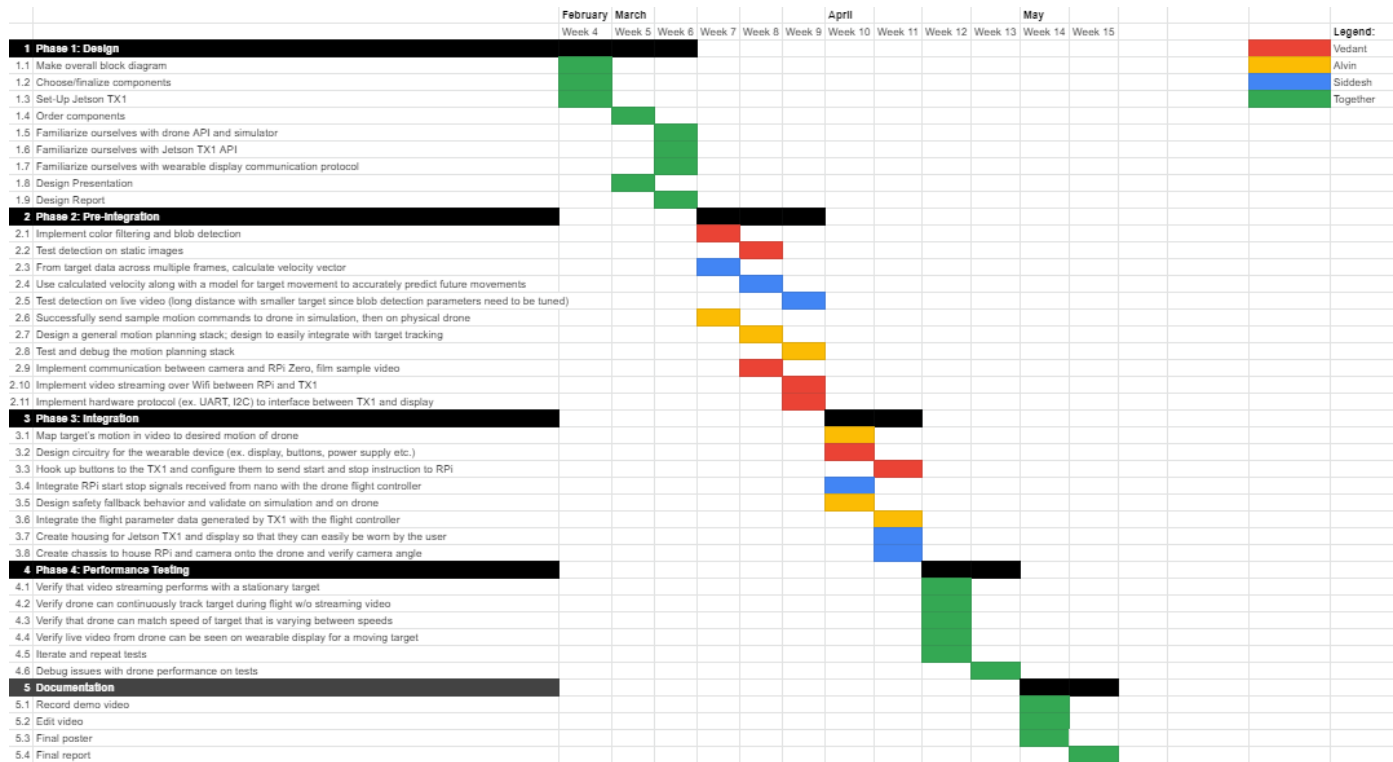 February March April May
Week 4 Week 5 Week 6 Week 7 Week 8 Week 9 Week 10 Week 11 Week 12 Week 13 Week 14 Week 15 Legend:
1 Phase 1: Design Vedant
1.1 Make overall block diagram Alvin
1.2 Choose/finalize components Siddesh
1.3 Set-Up Jetson TX1 Together
1.4 Order components
1.5 Familiarize ourselves with drone API and simulator
1.6 Familiarize ourselves with Jetson TX1 API
1.7 Familiarize ourselves with wearable display communication protocol
1.8 Design Presentation
1.9 Design Report
2 Phase 2: Pre-Integration
2.1 Implement color filtering and blob detection
2.2 Test detection on static images
2.3 From target data across multiple frames, calculate velocity vector
2.4 Use calculated velocity along with a model for target movement to accurately predict future movements
2.5 Test detection on live video (long distance with smaller target since blob detection parameters need to be tuned)
2.6 Successfully send sample motion commands to drone in simulation, then on physical drone
2.7 Design a general motion planning stack; design to easily integrate with target tracking
2.8 Test and debug the motion planning stack
2.9 Implement communication between camera and RPi Zero, film sample video
2.10 Implement video streaming over Wifi between RPi and TX1
2.11 Implement hardware protocol (ex. UART, I2C) to interface between TX1 and display
3 Phase 3: Integration
3.1 Map target's motion in video to desired motion of drone
3.2 Design circuitry for the wearable device (ex. display, buttons, power supply etc.)
3.3 Hook up buttons to the TX1 and configure them to send start and stop instruction to RPi
3.4 Integrate RPi start stop signals received from nano with the drone flight controller
3.5 Design safety fallback behavior and validate on simulation and on drone
3.6 Integrate the flight parameter data generated by TX1 with the flight controller
3.7 Create housing for Jetson TX1 and display so that they can easily be worn by the user
3.8 Create chassis to house RPi and camera onto the drone and verify camera angle
4 Phase 4: Performance Testing
4.1 Verify that video streaming performs with a stationary target
4.2 Verify drone can continuously track target during flight w/o streaming video
4.3 Verify that drone can match speed of target that is varying between speeds
4.4 Verify live video from drone can be seen on wearable display for a moving target
4.5 Iterate and repeat tests
4.6 Debug issues with drone performance on tests
5 Documentation
5.1 Record demo video
5.2 Edit video
5.3 Final poster
5.4 Final report